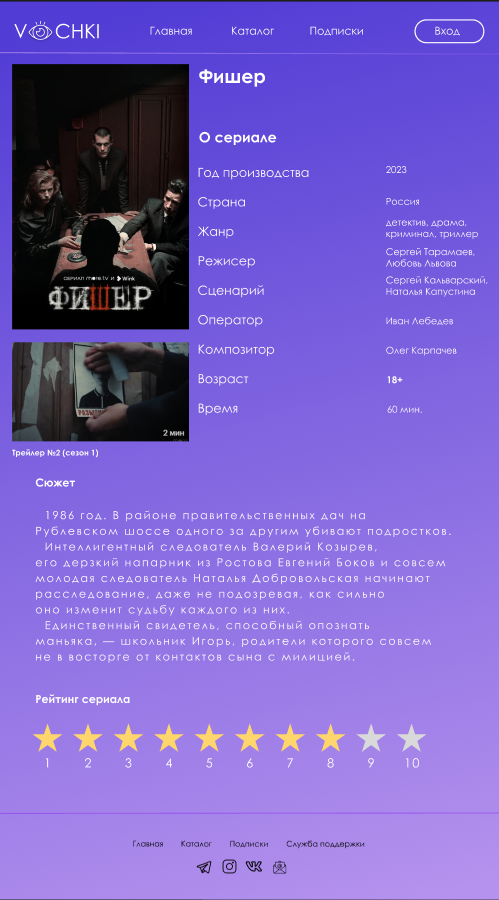 VOCHKI
Главная
Каталог
Подписки
Вход
Фишер
О сериале
Год производства
2023
Страна
Россия
Жанр
детектив, драма,
криминал, триллер
Режисер
Сергей Тарамаев,
Любовь Львова
Сценарий
Сергей Кальварский,
Наталья Капустина
Оператор
Иван Лебедев
Композитор
Олег Карпачев
Возраст
18+
Время
60 мин.
СЕРИАЛ more.tv И Wink
ФИШЕР
2 мин
Трейлер №2 (сезон 1)
Сюжет
1986 год. В районе правительственных дач на
Рублевском шоссе одного за другим убивают подростков.
Интеллигентный следователь Валерий Козырев,
его дерзкий напарник из Ростова Евгений Боков и совсем
молодая следователь Наталья Добровольская начинают
расследование, даже не подозревая, как сильно
оно изменит судьбу каждого из них.
Единственный свидетель, способный опознать
маньяка, — школьник Игорь, родители которого совсем
не в восторге от контактов сына с милицией.
Рейтинг сериала
1 2 3 4 5 6 7 8 9 10
Главная
Каталог
Подписки
Служба поддержки